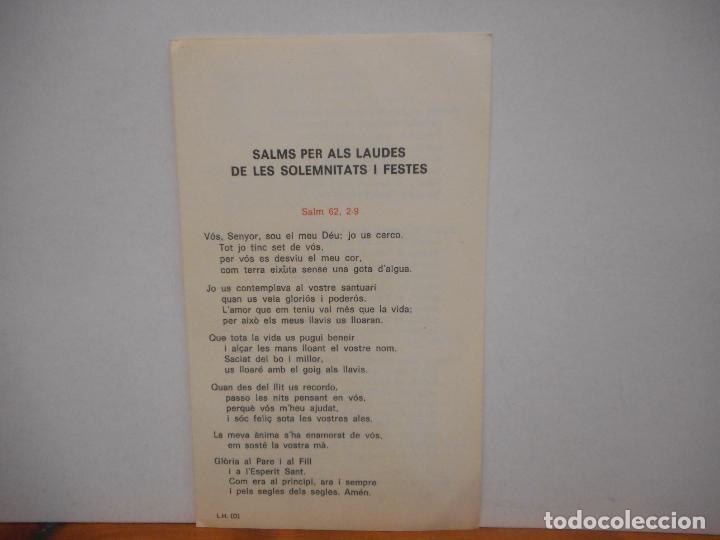 SALMS PER ALS LAUDES
DE LES SOLEMNITATS I FESTES
Salm 62, 2-9
Vós, Senyor, sou el meu Déu; jo us cerco.
Tot jo tinc set de vós,
per vós es desviu el meu cor,
com terra eixuta sense una gota d'aigua.
Jo us contemplava al vostre santuari
quan us veia gloriós i poderós.
L'amor que em teniu val més que la vida;
per això els meus llavis us lloaran.
Que tota la vida us pugui beneir
i alçar les mans lloant el vostre nom.
Saciat del bo i millor,
us lloaré amb el goig als llavis.
Quan des del llit us recordo,
passo les nits pensant en vós,
perquè vós m'heu ajudat,
i sóc feliç sota les vostres ales.
La meva ànima s'ha enamorat de vós,
em sosté la vostra mà.
Glòria al Pare i al Fill
i a l'Esperit Sant.
Com era al principi, ara i sempre
i pels segles dels segles. Amén.
L.H. (D)
todocoleccion.net